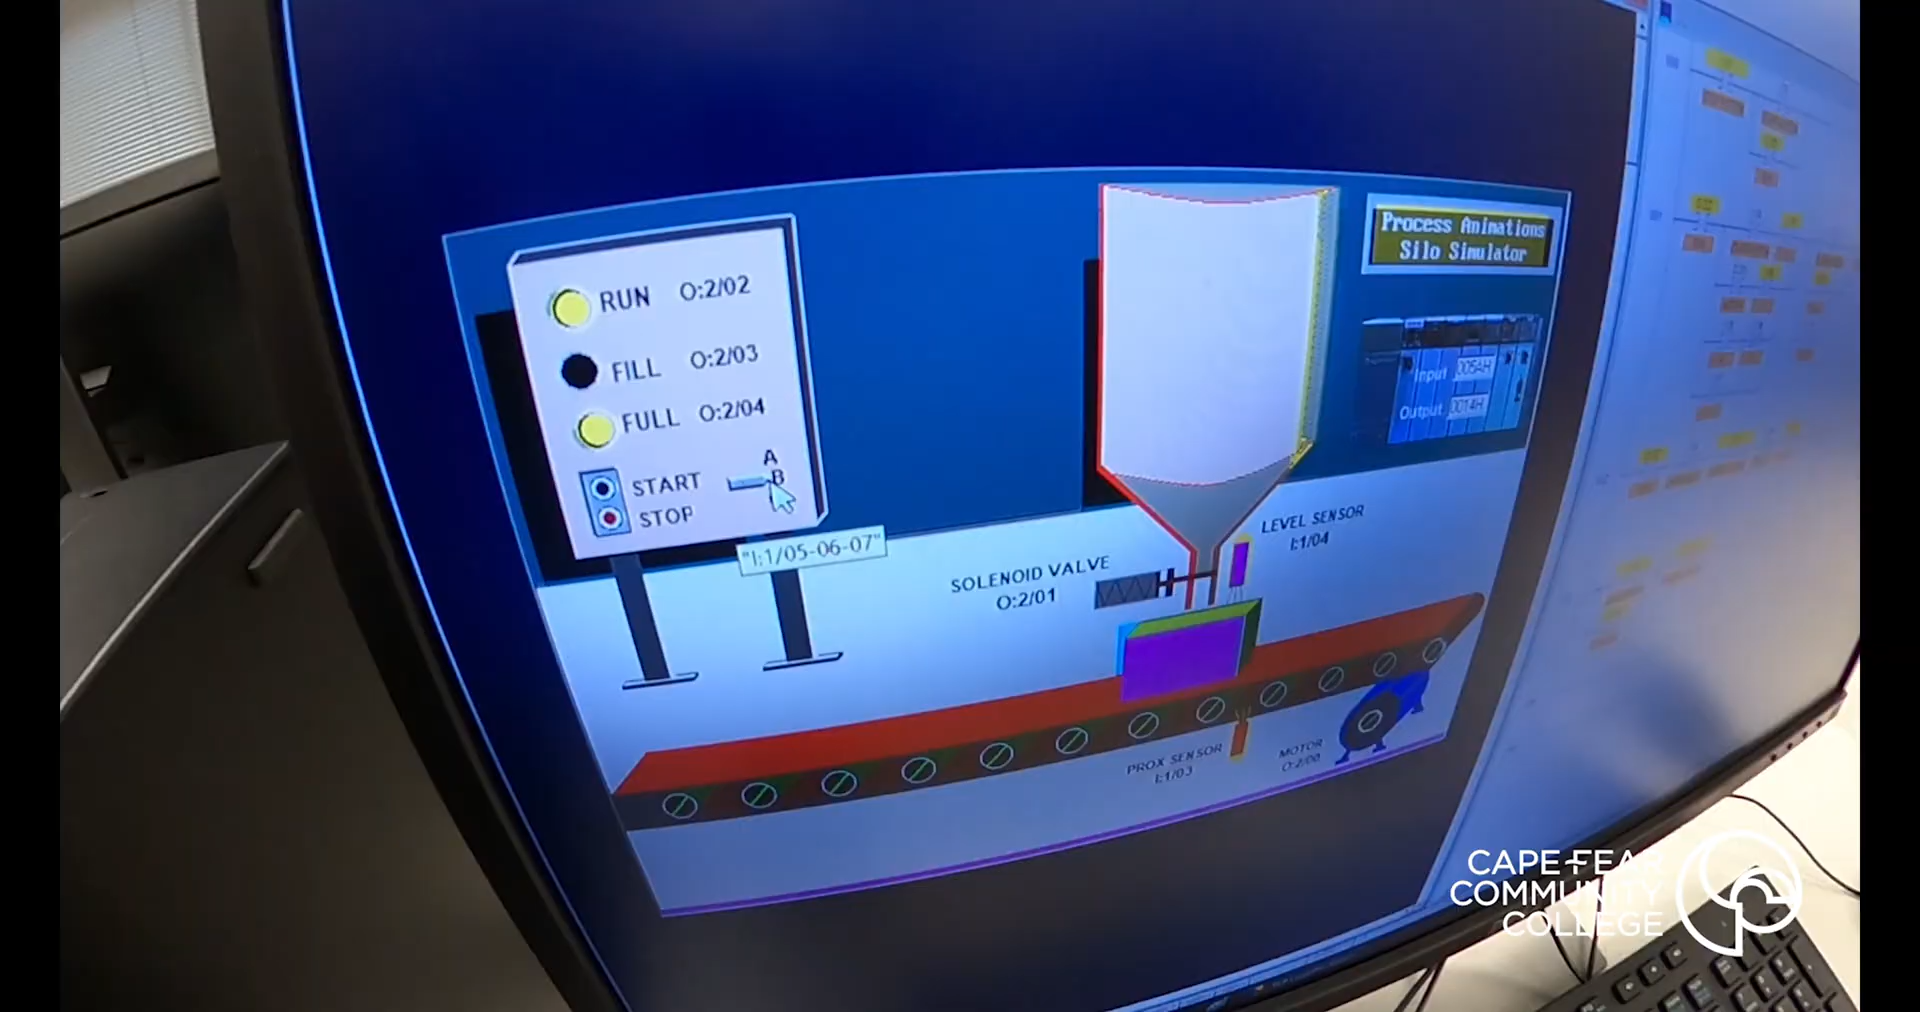 RUN O:2/02
FILL O:2/03
FULL O:2/04
START
STOP
A
B
"I:1/05-06-07"
Process Animations
Silo Simulator
Input 005AH
Output 0014H
LEVEL SENSOR
I:1/04
SOLENOID VALVE
O:2/01
PROX SENSOR
I:1/03
MOTOR
O:2/00
CAPE FEAR
COMMUNITY
COLLEGE